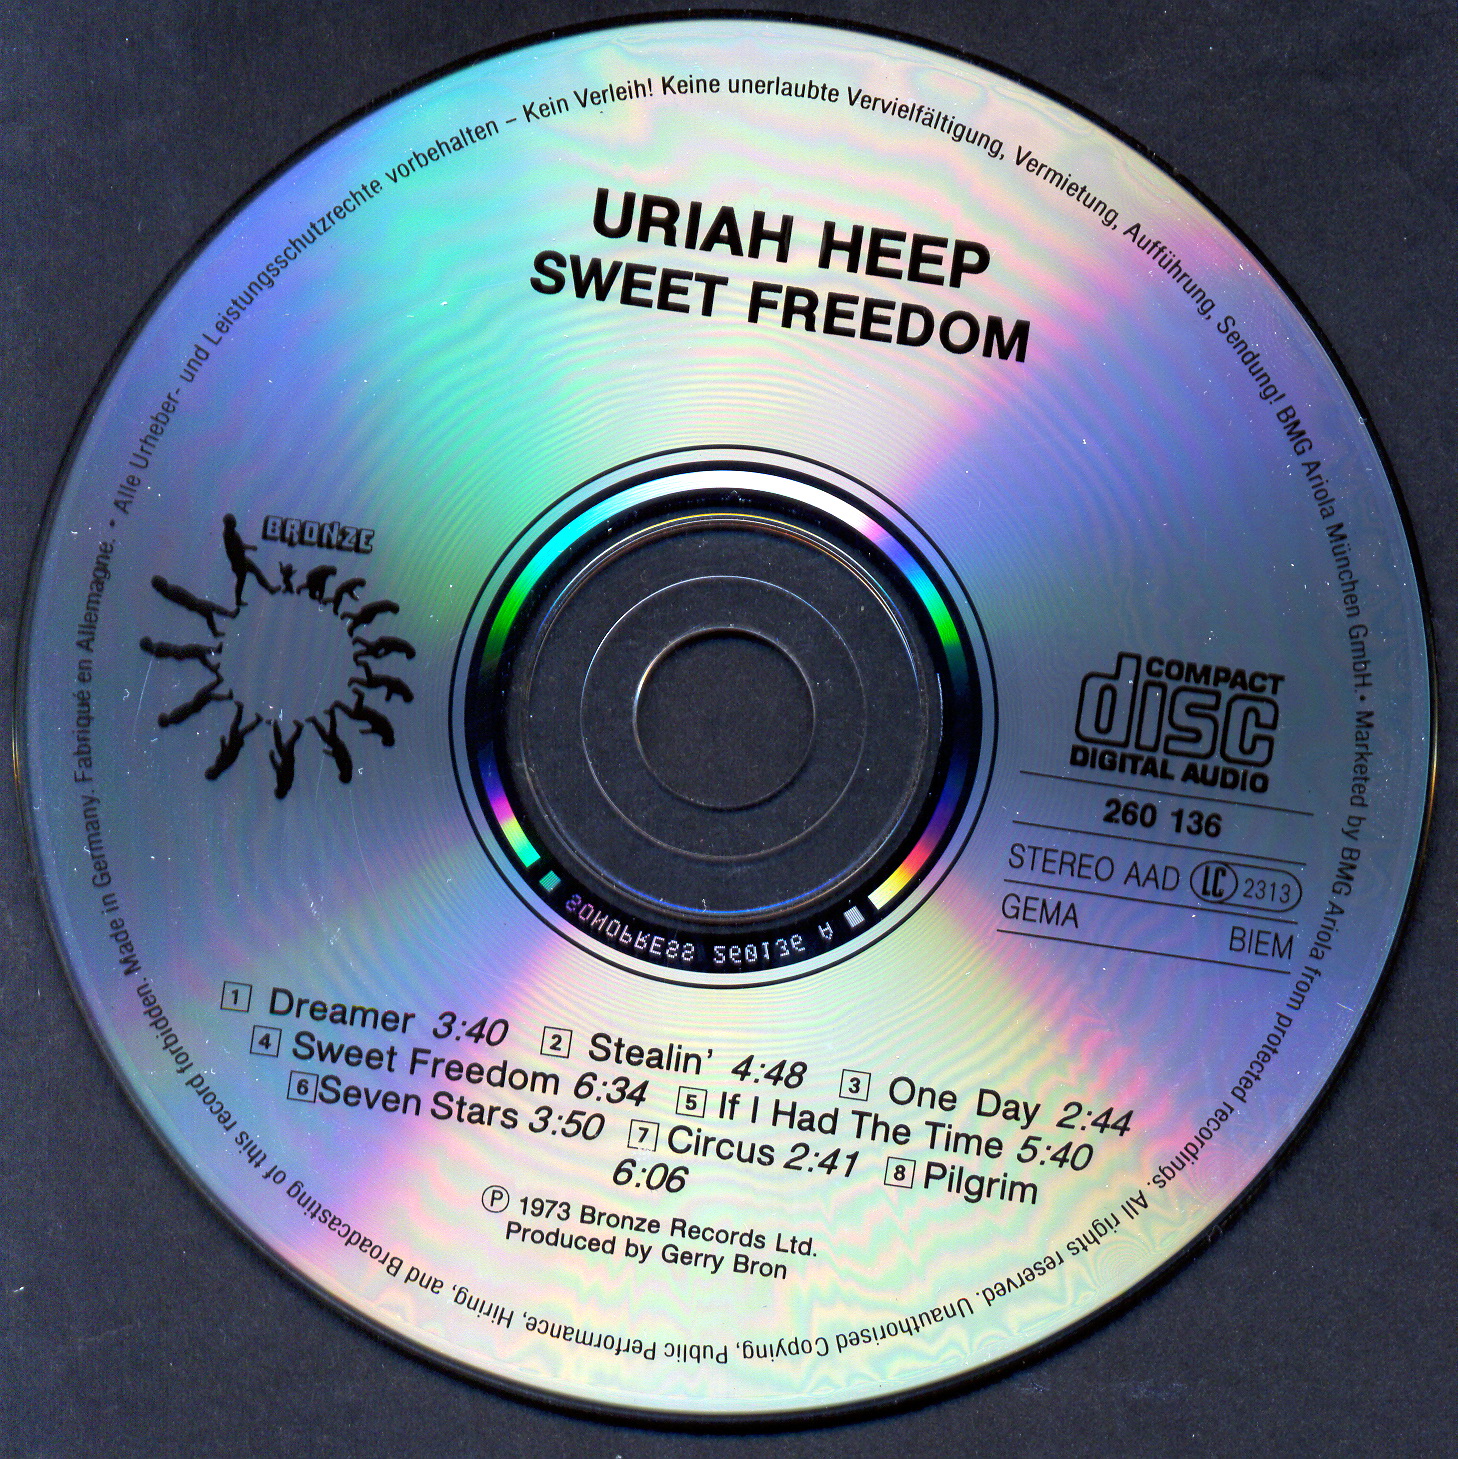 • Alle Urheber- und Leistungsschutzrechte vorbehalten – Kein Verleih! Keine unerlaubte Vervielfältigung, Vermietung, Aufführung, Sendung! BMG Ariola München GmbH. • Marketed by BMG Ariola from protected recordings. All rights reserved. Unauthorised Copying, Public Performance, Hiring, and Broadcasting of this record forbidden. Made in Germany. Fabriqué en Allemagne.
URIAH HEEP
SWEET FREEDOM
BRONZE
COMPACT
disc
DIGITAL AUDIO
260 136
STEREO AAD LC 2313
GEMA BIEM
SONOPRESS 260136 A
1 Dreamer 3:40 2 Stealin' 4:48 3 One Day 2:44
4 Sweet Freedom 6:34 5 If I Had The Time 5:40
6 Seven Stars 3:50 7 Circus 2:41 8 Pilgrim
6:06
Ⓟ 1973 Bronze Records Ltd.
Produced by Gerry Bron